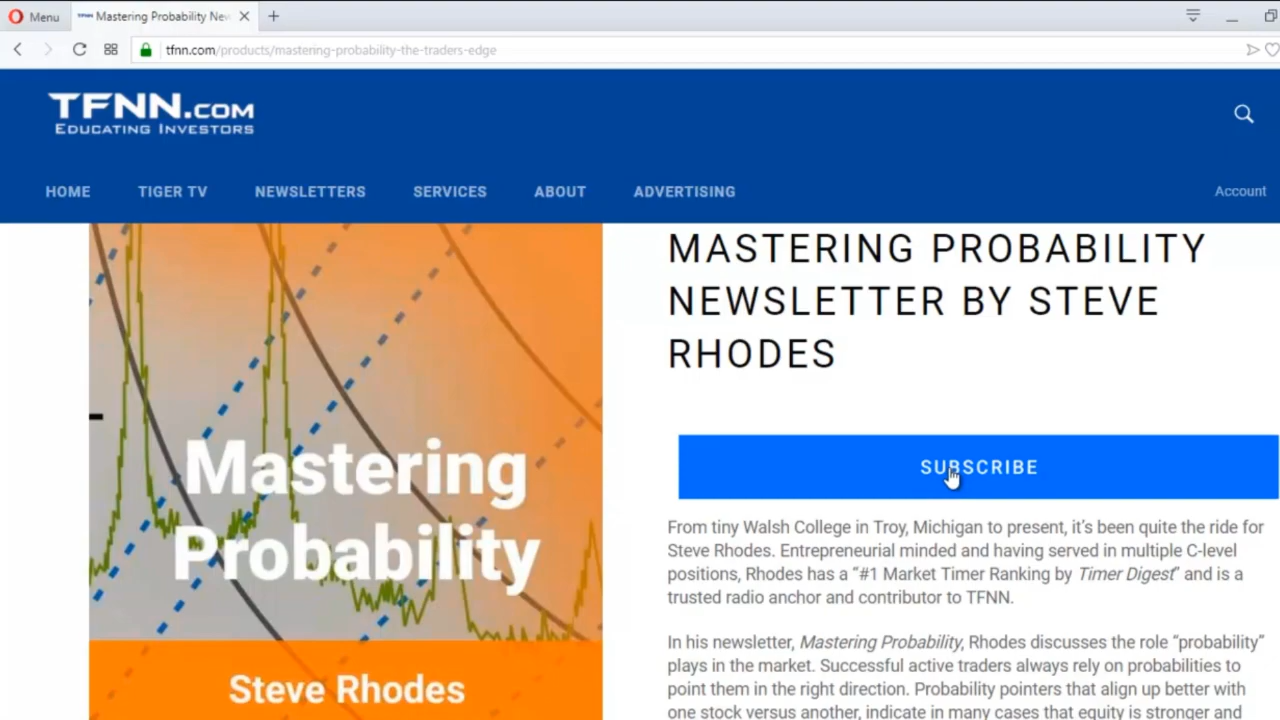 Menu
TFNN Mastering Probability New
tfnn.com/products/mastering-probability-the-traders-edge
TFNN.COM
EDUCATING INVESTORS
HOME
TIGER TV
NEWSLETTERS
SERVICES
ABOUT
ADVERTISING
Account
Mastering
Probability
Steve Rhodes
MASTERING PROBABILITY
NEWSLETTER BY STEVE
RHODES
SUBSCRIBE
From tiny Walsh College in Troy, Michigan to present, it's been quite the ride for
Steve Rhodes. Entrepreneurial minded and having served in multiple C-level
positions, Rhodes has a “#1 Market Timer Ranking by Timer Digest” and is a
trusted radio anchor and contributor to TFNN.
In his newsletter, Mastering Probability, Rhodes discusses the role “probability”
plays in the market. Successful active traders always rely on probabilities to
point them in the right direction. Probability pointers that align up better with
one stock versus another, indicate in many cases that equity is stronger and